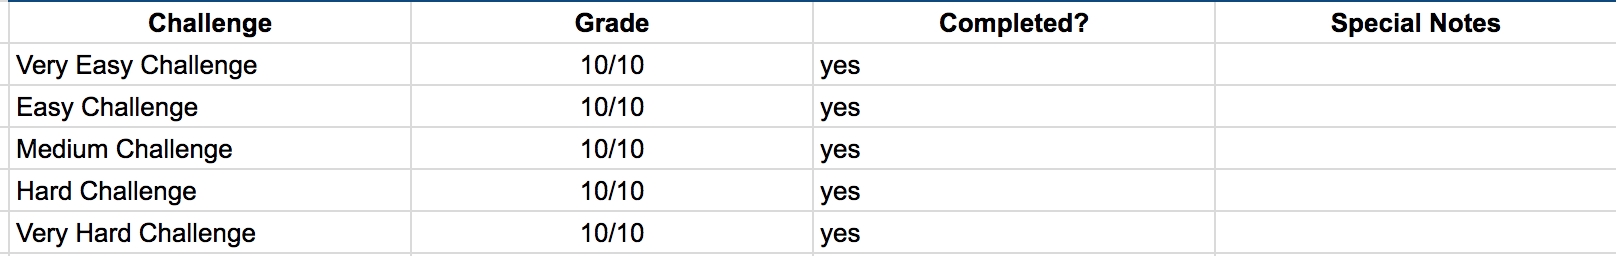 Challenge Grade Completed? Special Notes
Very Easy Challenge 10/10 yes
Easy Challenge 10/10 yes
Medium Challenge 10/10 yes
Hard Challenge 10/10 yes
Very Hard Challenge 10/10 yes